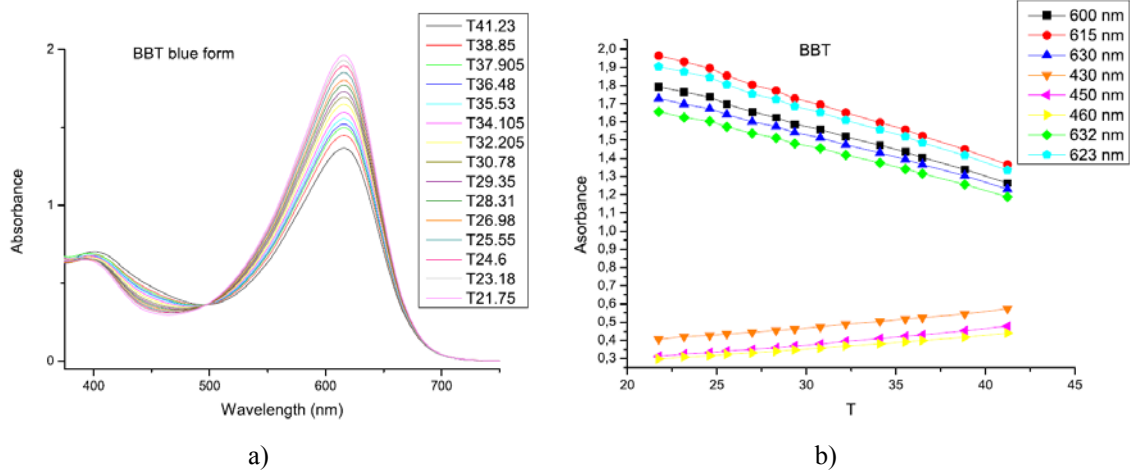 BBT blue form
T41.23
T38.85
T37.905
T36.48
T35.53
T34.105
T32.205
T30.78
T29.35
T28.31
T26.98
T25.55
T24.6
T23.18
T21.75
2
1
0
400
500
600
700
Absorbance
Wavelength (nm)
a)
BBT
600 nm
615 nm
630 nm
430 nm
450 nm
460 nm
632 nm
623 nm
2,0
1,9
1,8
1,7
1,6
1,5
1,4
1,3
1,2
1,1
1,0
0,9
0,8
0,7
0,6
0,5
0,4
0,3
20
25
30
35
40
45
Asorbance
T
b)